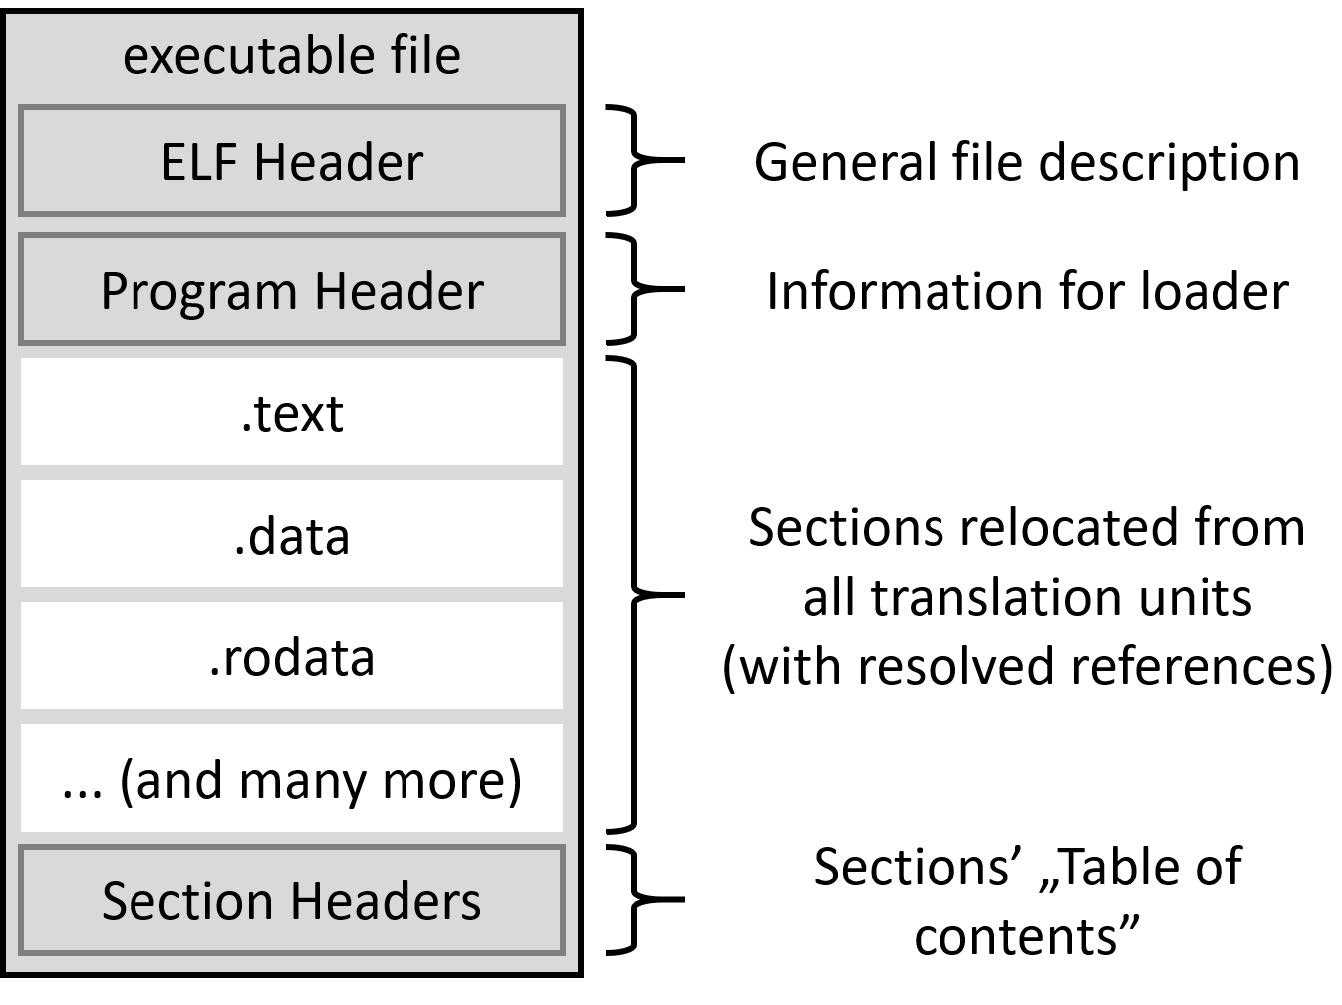 executable file
ELF Header
General file description
Program Header
Information for loader
.text
.data
.rodata
... (and many more)
Sections relocated from
all translation units
(with resolved references)
Section Headers
Sections’ „Table of
contents”